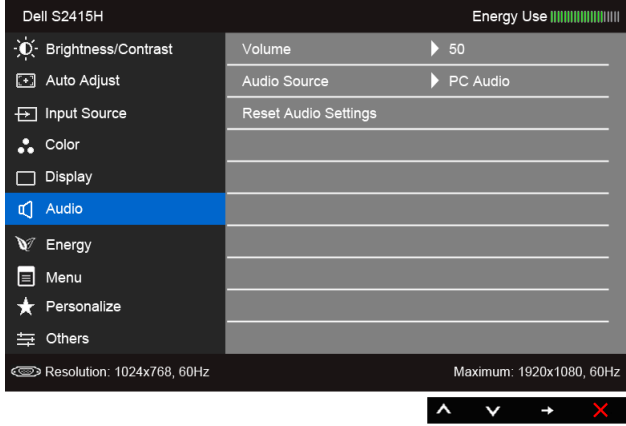 Dell S2415H Energy Use
Brightness/Contrast Volume 50
Auto Adjust Audio Source PC Audio
Input Source Reset Audio Settings
Color
Display
Audio
Energy
Menu
Personalize
Others
Resolution: 1024x768, 60Hz Maximum: 1920x1080, 60Hz